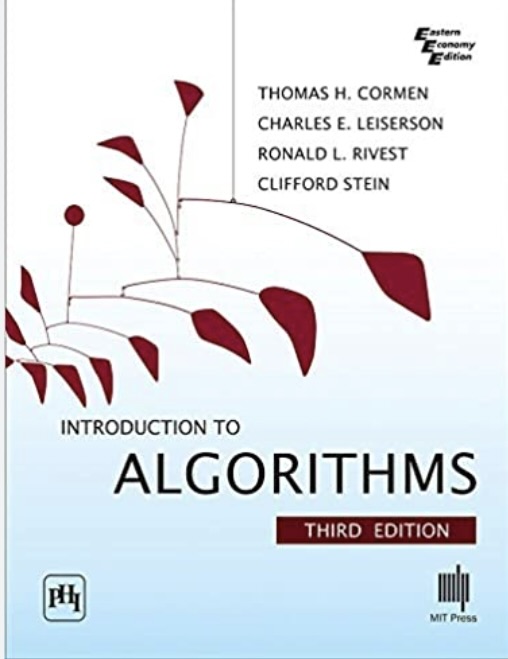 Eastern
Economy
Edition
THOMAS H. CORMEN
CHARLES E. LEISERSON
RONALD L. RIVEST
CLIFFORD STEIN
INTRODUCTION TO
ALGORITHMS
THIRD EDITION
PHI
MIT Press